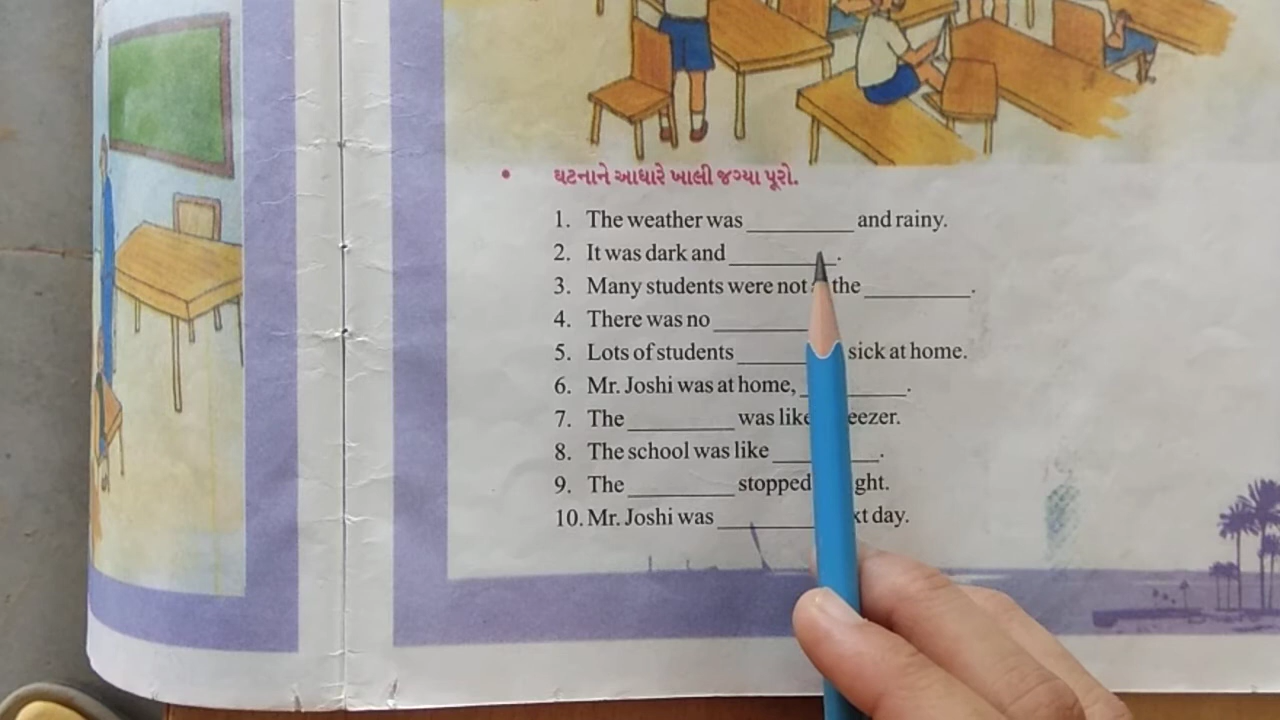 • ઘટનાને આધારે ખાલી જગ્યા પૂરો.
1. The weather was __________ and rainy.
2. It was dark and __________.
3. Many students were not the __________.
4. There was no __________
5. Lots of students __________ sick at home.
6. Mr. Joshi was at home, __________.
7. The __________ was like
8. The school was like __________.
9. The __________ stopped
10. Mr. Joshi was __________ day.